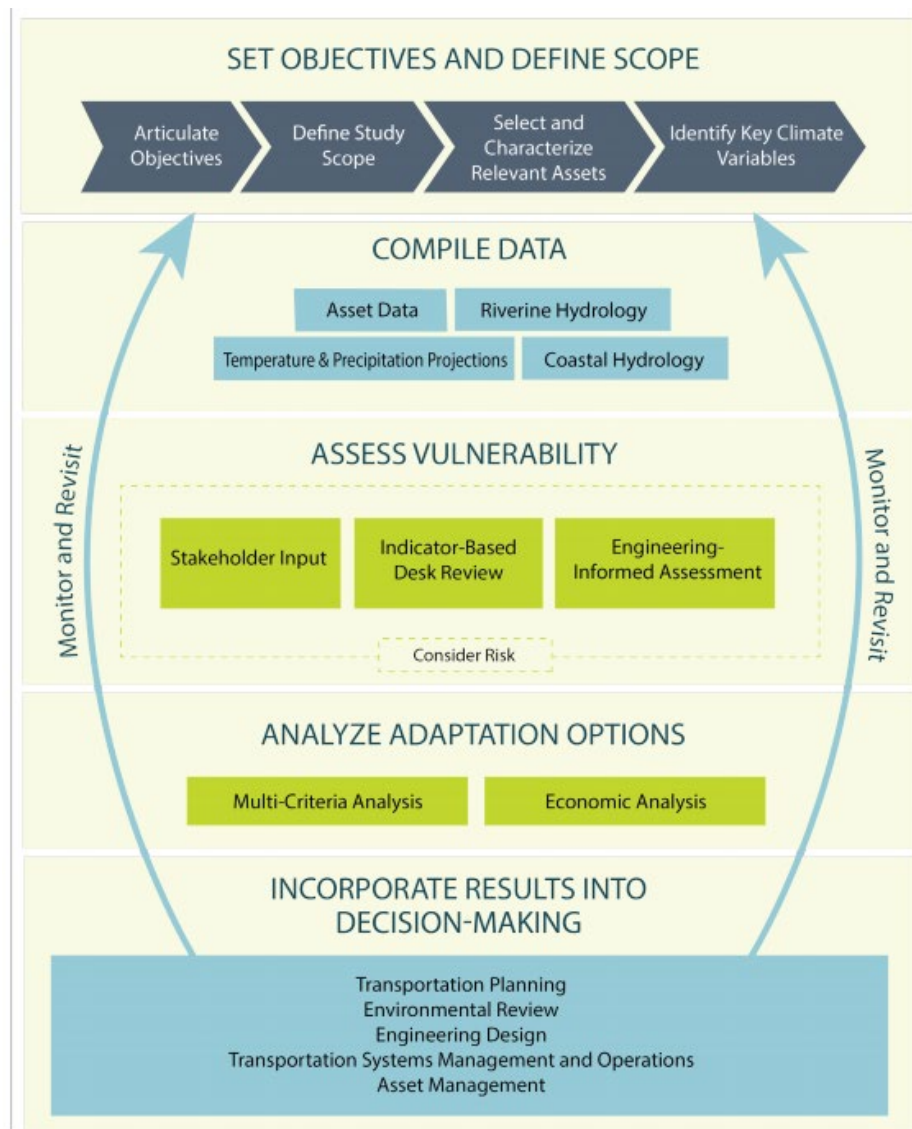 SET OBJECTIVES AND DEFINE SCOPE
Articulate
Objectives
Define Study
Scope
Select and
Characterize
Relevant Assets
Identify Key Climate
Variables
COMPILE DATA
Asset Data
Riverine Hydrology
Temperature & Precipitation Projections
Coastal Hydrology
Monitor and Revisit
ASSESS VULNERABILITY
Stakeholder Input
Indicator-Based
Desk Review
Engineering-
Informed Assessment
Consider Risk
Monitor and Revisit
ANALYZE ADAPTATION OPTIONS
Multi-Criteria Analysis
Economic Analysis
INCORPORATE RESULTS INTO
DECISION-MAKING
Transportation Planning
Environmental Review
Engineering Design
Transportation Systems Management and Operations
Asset Management